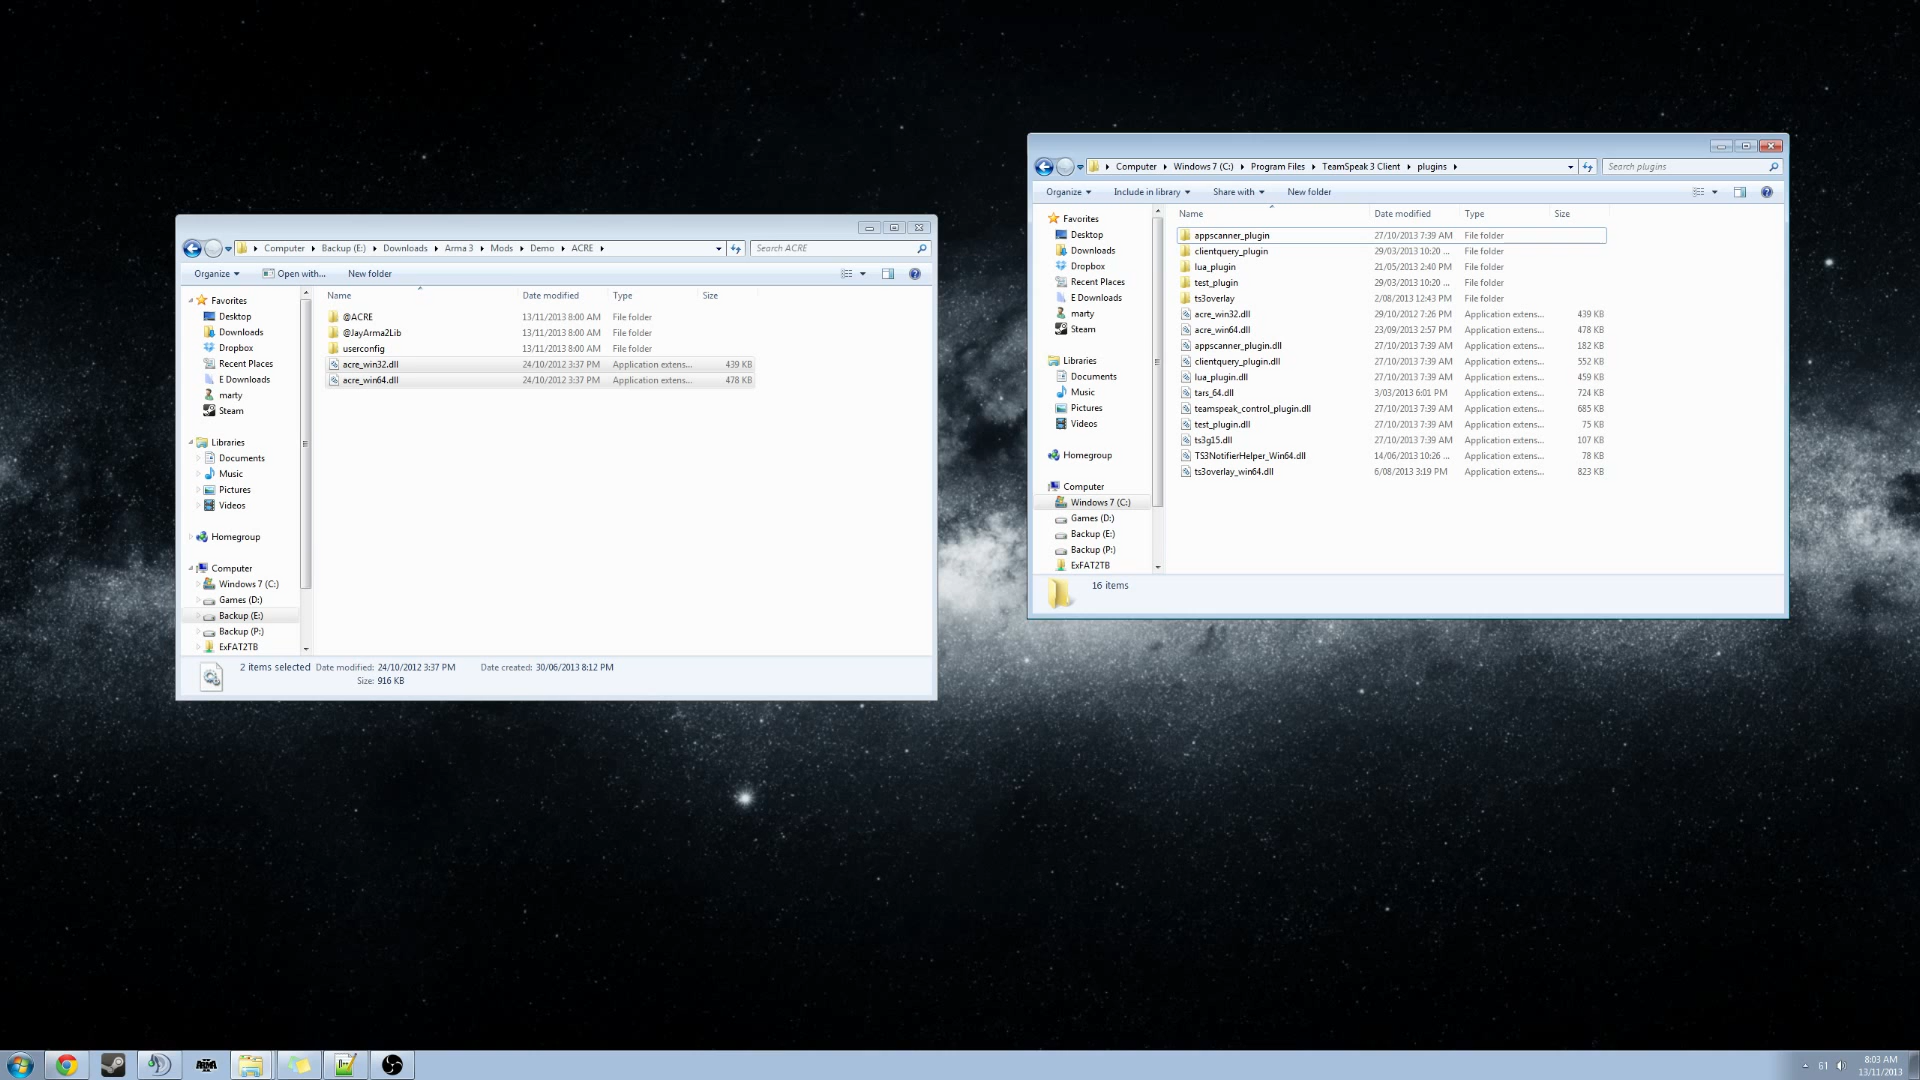 Computer Backup (E:) Downloads Arma 3 Mods Demo ACRE Search ACRE
Organize Open with... New folder
Favorites
Desktop
Downloads
Dropbox
Recent Places
E Downloads
marty
Steam
Libraries
Documents
Music
Pictures
Videos
Homegroup
Computer
Windows 7 (C:)
Games (D:)
Backup (E:)
Backup (P:)
ExFAT2TB
Name Date modified Type Size
@ACRE 13/11/2013 8:00 AM File folder
@JayArma2Lib 13/11/2013 8:00 AM File folder
userconfig 13/11/2013 8:00 AM File folder
acre_win32.dll 24/10/2012 3:37 PM Application extens... 439 KB
acre_win64.dll 24/10/2012 3:37 PM Application extens... 478 KB
2 items selected Date modified: 24/10/2012 3:37 PM Date created: 30/06/2013 8:12 PM
Size: 916 KB
Computer Windows 7 (C:) Program Files TeamSpeak 3 Client plugins Search plugins
Organize Include in library Share with New folder
Favorites
Desktop
Downloads
Dropbox
Recent Places
E Downloads
marty
Steam
Libraries
Documents
Music
Pictures
Videos
Homegroup
Computer
Windows 7 (C:)
Games (D:)
Backup (E:)
Backup (P:)
ExFAT2TB
Name Date modified Type Size
appscanner_plugin 27/10/2013 7:39 AM File folder
clientquery_plugin 29/03/2013 10:20 ... File folder
lua_plugin 21/05/2013 2:40 PM File folder
test_plugin 29/03/2013 10:20 ... File folder
ts3overlay 2/08/2013 12:43 PM File folder
acre_win32.dll 29/10/2012 7:26 PM Application extens... 439 KB
acre_win64.dll 23/09/2013 2:57 PM Application extens... 478 KB
appscanner_plugin.dll 27/10/2013 7:39 AM Application extens... 182 KB
clientquery_plugin.dll 27/10/2013 7:39 AM Application extens... 552 KB
lua_plugin.dll 27/10/2013 7:39 AM Application extens... 459 KB
tars_64.dll 3/03/2013 6:01 PM Application extens... 724 KB
teamspeak_control_plugin.dll 27/10/2013 7:39 AM Application extens... 685 KB
test_plugin.dll 27/10/2013 7:39 AM Application extens... 75 KB
ts3g15.dll 27/10/2013 7:39 AM Application extens... 107 KB
TS3NotifierHelper_Win64.dll 14/06/2013 10:26 ... Application extens... 78 KB
ts3overlay_win64.dll 6/08/2013 3:19 PM Application extens... 823 KB
16 items
ARMA
61
8:03 AM
13/11/2013